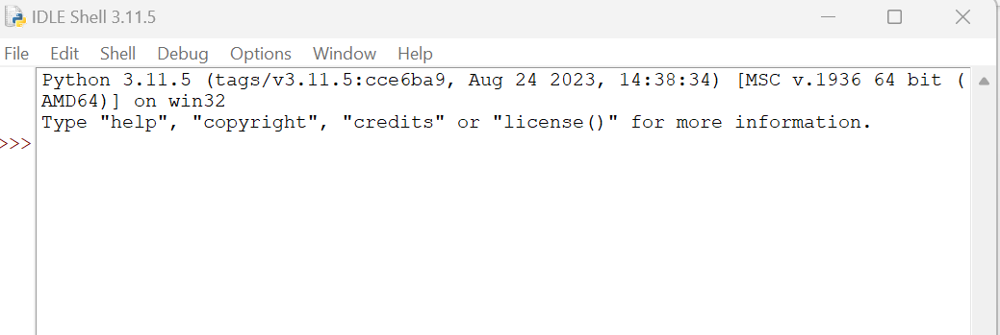 IDLE Shell 3.11.5
File Edit Shell Debug Options Window Help
Python 3.11.5 (tags/v3.11.5:cce6ba9, Aug 24 2023, 14:38:34) [MSC v.1936 64 bit (
AMD64)] on win32
Type "help", "copyright", "credits" or "license()" for more information.
>>>